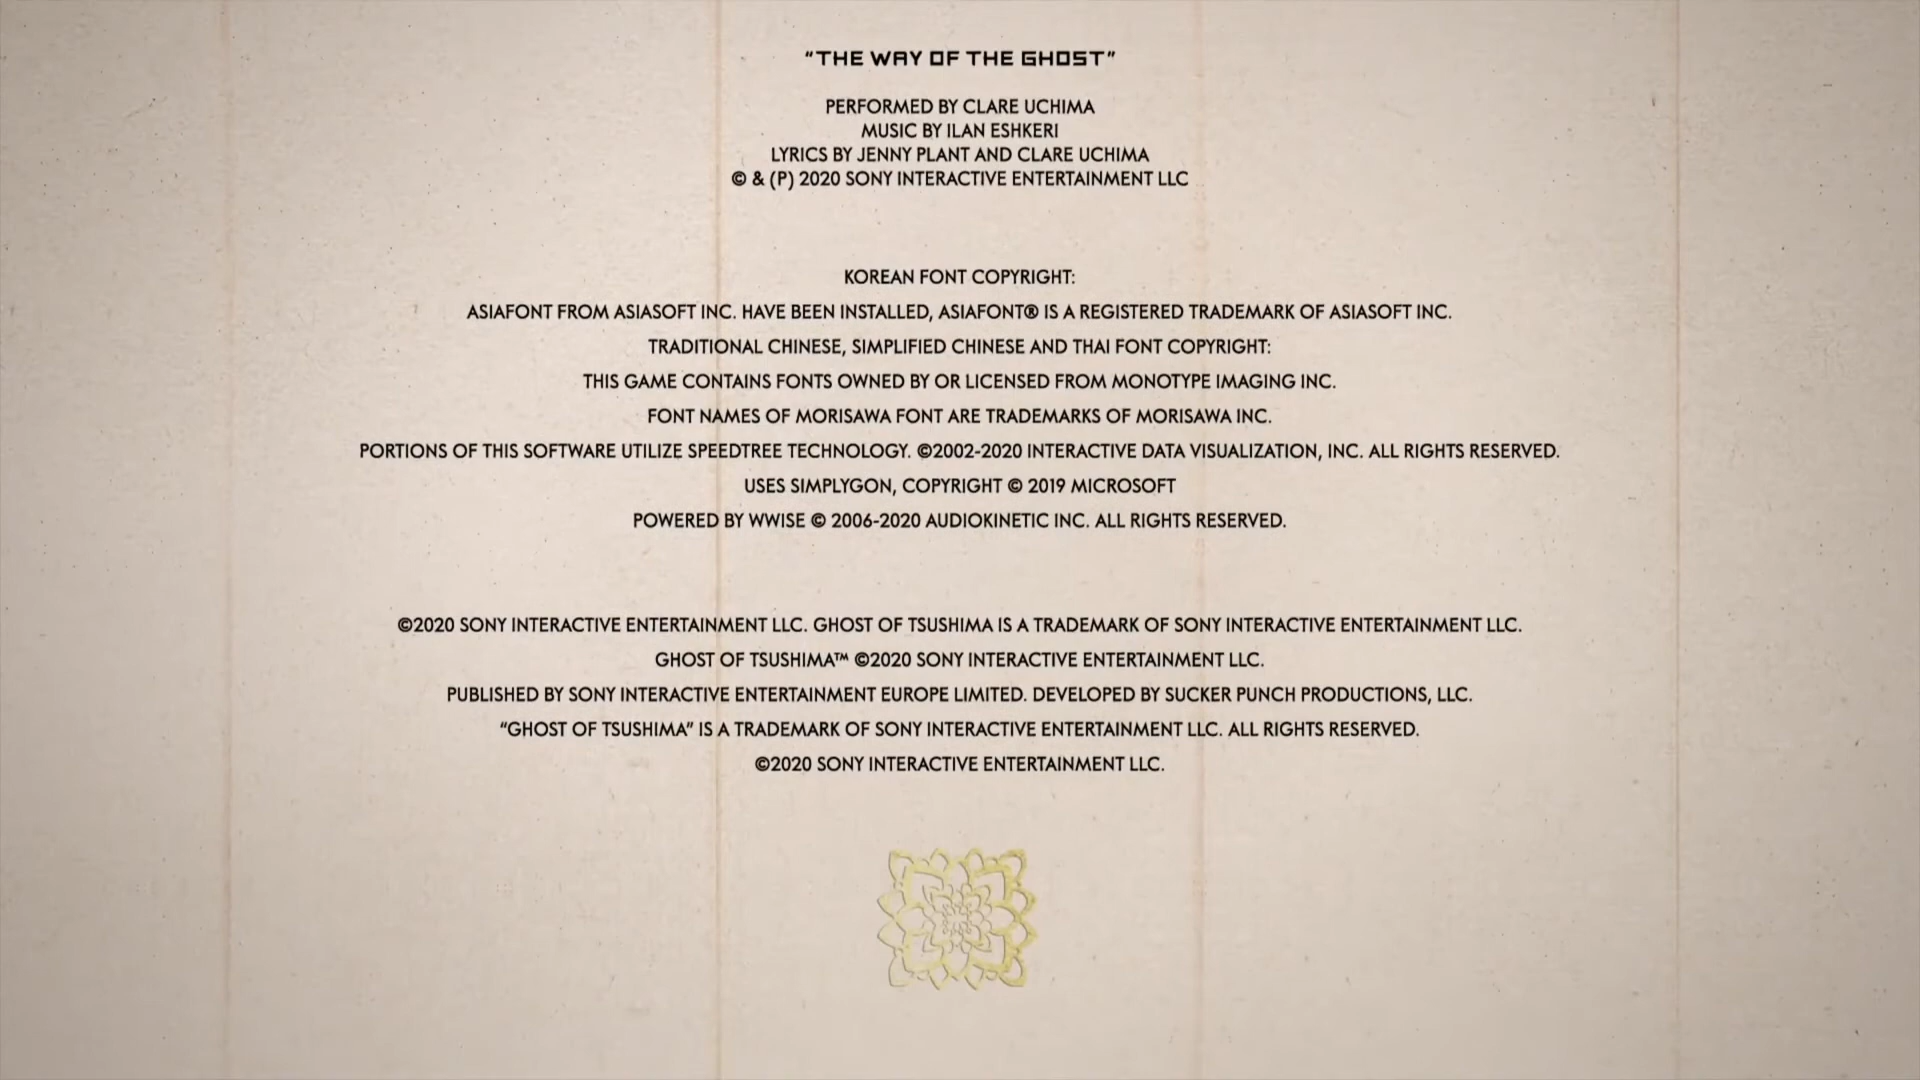 “THE WAY OF THE GHOST”
PERFORMED BY CLARE UCHIMA
MUSIC BY ILAN ESHKERI
LYRICS BY JENNY PLANT AND CLARE UCHIMA
© & (P) 2020 SONY INTERACTIVE ENTERTAINMENT LLC
KOREAN FONT COPYRIGHT:
ASIAFONT FROM ASIASOFT INC. HAVE BEEN INSTALLED, ASIAFONT® IS A REGISTERED TRADEMARK OF ASIASOFT INC.
TRADITIONAL CHINESE, SIMPLIFIED CHINESE AND THAI FONT COPYRIGHT:
THIS GAME CONTAINS FONTS OWNED BY OR LICENSED FROM MONOTYPE IMAGING INC.
FONT NAMES OF MORISAWA FONT ARE TRADEMARKS OF MORISAWA INC.
PORTIONS OF THIS SOFTWARE UTILIZE SPEEDTREE TECHNOLOGY. ©2002-2020 INTERACTIVE DATA VISUALIZATION, INC. ALL RIGHTS RESERVED.
USES SIMPLYGON, COPYRIGHT © 2019 MICROSOFT
POWERED BY WWISE © 2006-2020 AUDIOKINETIC INC. ALL RIGHTS RESERVED.
©2020 SONY INTERACTIVE ENTERTAINMENT LLC. GHOST OF TSUSHIMA IS A TRADEMARK OF SONY INTERACTIVE ENTERTAINMENT LLC.
GHOST OF TSUSHIMA™ ©2020 SONY INTERACTIVE ENTERTAINMENT LLC.
PUBLISHED BY SONY INTERACTIVE ENTERTAINMENT EUROPE LIMITED. DEVELOPED BY SUCKER PUNCH PRODUCTIONS, LLC.
“GHOST OF TSUSHIMA” IS A TRADEMARK OF SONY INTERACTIVE ENTERTAINMENT LLC. ALL RIGHTS RESERVED.
©2020 SONY INTERACTIVE ENTERTAINMENT LLC.